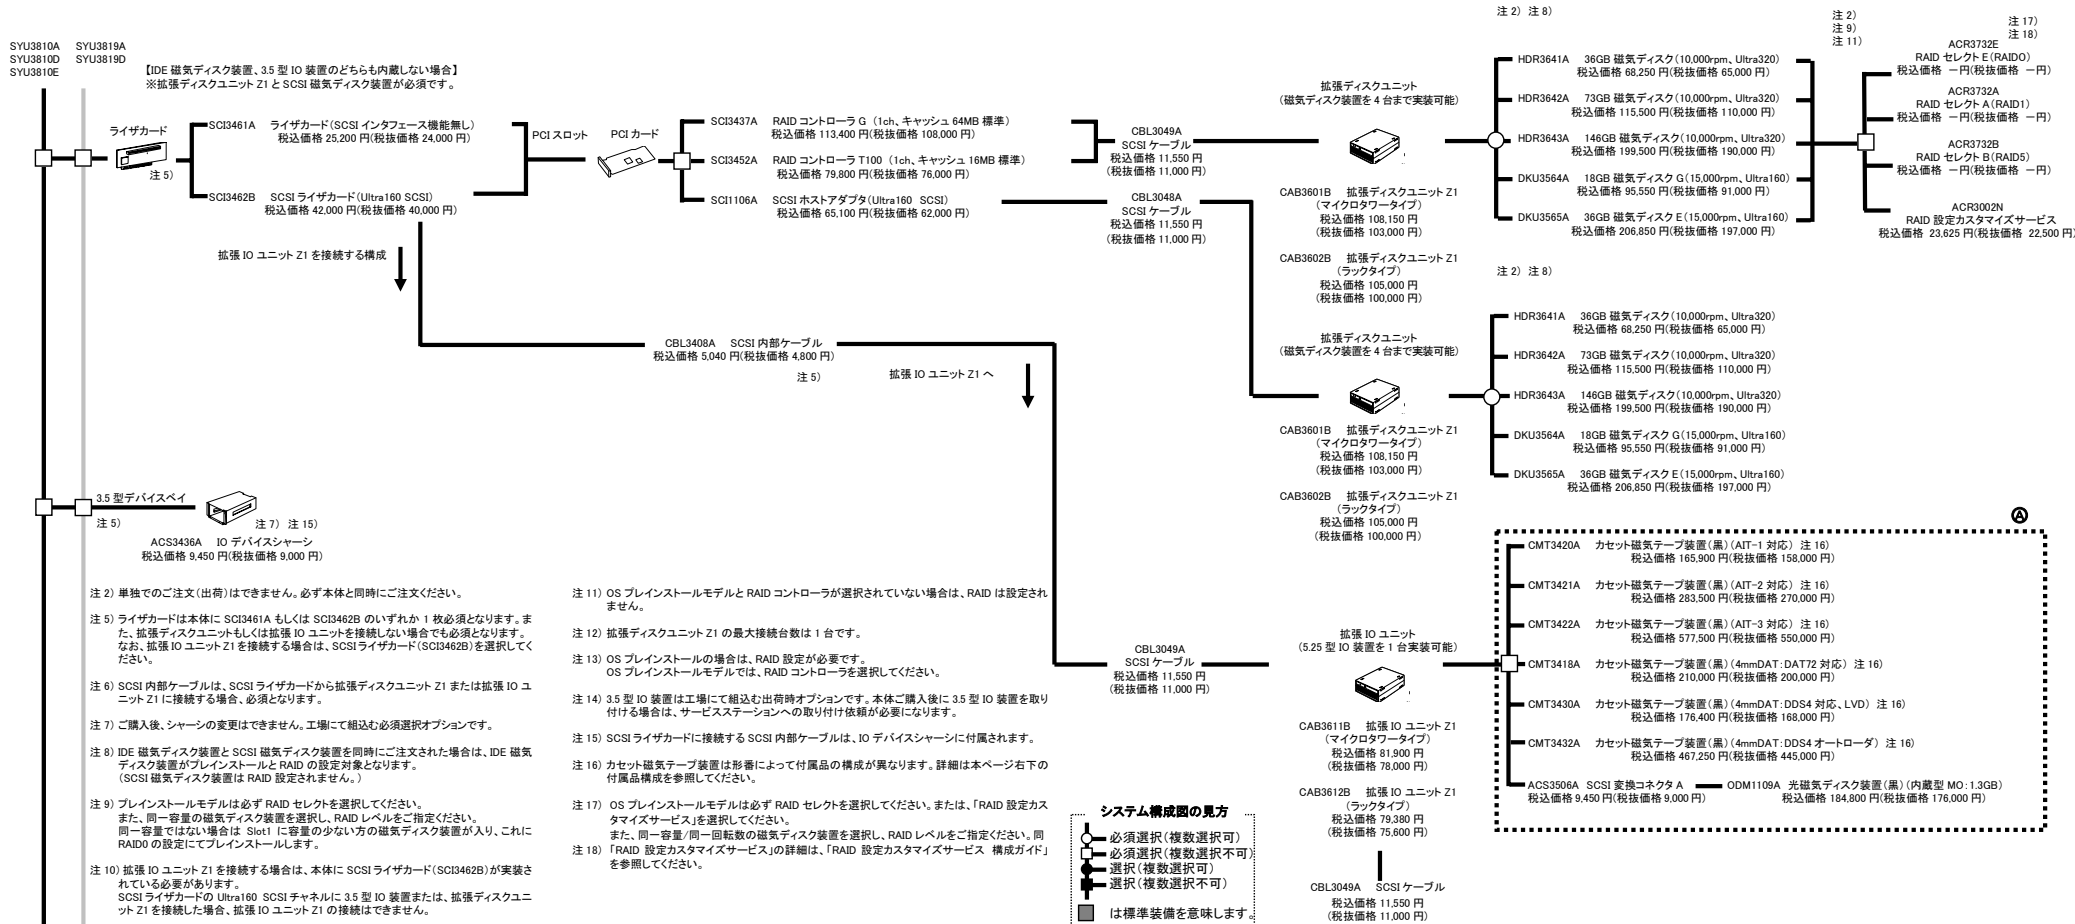 SYU3810A SYU3819A
SYU3810D SYU3819D
SYU3810E
【IDE 磁気ディスク装置、3.5 型 IO 装置のどちらも内蔵しない場合】
※拡張ディスクユニット Z1 と SCSI 磁気ディスク装置が必須です。
ライザカード
注 5)
SCI3461A ライザカード(SCSI インタフェース機能無し)
税込価格 25,200 円(税抜価格 24,000 円)
SCI3462B SCSI ライザカード(Ultra160 SCSI)
税込価格 42,000 円(税抜価格 40,000 円)
PCI スロット
PCI カード
SCI3437A RAID コントローラ G (1ch、キャッシュ 64MB 標準)
税込価格 113,400 円(税抜価格 108,000 円)
SCI3452A RAID コントローラ T100 (1ch、キャッシュ 16MB 標準)
税込価格 79,800 円(税抜価格 76,000 円)
SCI1106A SCSI ホストアダプタ(Ultra160 SCSI)
税込価格 65,100 円(税抜価格 62,000 円)
CBL3049A
SCSI ケーブル
税込価格 11,550 円
(税抜価格 11,000 円)
CBL3048A
SCSI ケーブル
税込価格 11,550 円
(税抜価格 11,000 円)
拡張ディスクユニット
(磁気ディスク装置を 4 台まで実装可能)
CAB3601B 拡張ディスクユニット Z1
(マイクロタワータイプ)
税込価格 108,150 円
(税抜価格 103,000 円)
CAB3602B 拡張ディスクユニット Z1
(ラックタイプ)
税込価格 105,000 円
(税抜価格 100,000 円)
注 2) 注 8)
HDR3641A 36GB 磁気ディスク(10,000rpm、Ultra320)
税込価格 68,250 円(税抜価格 65,000 円)
HDR3642A 73GB 磁気ディスク(10,000rpm、Ultra320)
税込価格 115,500 円(税抜価格 110,000 円)
HDR3643A 146GB 磁気ディスク(10,000rpm、Ultra320)
税込価格 199,500 円(税抜価格 190,000 円)
DKU3564A 18GB 磁気ディスク G(15,000rpm、Ultra160)
税込価格 95,550 円(税抜価格 91,000 円)
DKU3565A 36GB 磁気ディスク E(15,000rpm、Ultra160)
税込価格 206,850 円(税抜価格 197,000 円)
注 2)
注 9)
注 11)
注 17)
注 18)
ACR3732E
RAID セレクト E(RAID0)
税込価格 －円(税抜価格 －円)
ACR3732A
RAID セレクト A(RAID1)
税込価格 －円(税抜価格 －円)
ACR3732B
RAID セレクト B(RAID5)
税込価格 －円(税抜価格 －円)
ACR3002N
RAID 設定カスタマイズサービス
税込価格 23,625 円(税抜価格 22,500 円)
拡張 IO ユニット Z1 を接続する構成
CBL3408A SCSI 内部ケーブル
税込価格 5,040 円(税抜価格 4,800 円)
注 5)
拡張 IO ユニット Z1 へ
拡張ディスクユニット
(磁気ディスク装置を 4 台まで実装可能)
CAB3601B 拡張ディスクユニット Z1
(マイクロタワータイプ)
税込価格 108,150 円
(税抜価格 103,000 円)
CAB3602B 拡張ディスクユニット Z1
(ラックタイプ)
税込価格 105,000 円
(税抜価格 100,000 円)
注 2) 注 8)
HDR3641A 36GB 磁気ディスク(10,000rpm、Ultra320)
税込価格 68,250 円(税抜価格 65,000 円)
HDR3642A 73GB 磁気ディスク(10,000rpm、Ultra320)
税込価格 115,500 円(税抜価格 110,000 円)
HDR3643A 146GB 磁気ディスク(10,000rpm、Ultra320)
税込価格 199,500 円(税抜価格 190,000 円)
DKU3564A 18GB 磁気ディスク G(15,000rpm、Ultra160)
税込価格 95,550 円(税抜価格 91,000 円)
DKU3565A 36GB 磁気ディスク E(15,000rpm、Ultra160)
税込価格 206,850 円(税抜価格 197,000 円)
3.5 型デバイスベイ
注 5)
注 7) 注 15)
ACS3436A IO デバイスシャーシ
税込価格 9,450 円(税抜価格 9,000 円)
CBL3049A
SCSI ケーブル
税込価格 11,550 円
(税抜価格 11,000 円)
拡張 IO ユニット
(5.25 型 IO 装置を 1 台実装可能)
CAB3611B 拡張 IO ユニット Z1
(マイクロタワータイプ)
税込価格 81,900 円
(税抜価格 78,000 円)
CAB3612B 拡張 IO ユニット Z1
(ラックタイプ)
税込価格 79,380 円
(税抜価格 75,600 円)
CBL3049A SCSI ケーブル
税込価格 11,550 円
(税抜価格 11,000 円)
Ⓐ
CMT3420A カセット磁気テープ装置(黒)(AIT-1 対応) 注 16)
税込価格 165,900 円(税抜価格 158,000 円)
CMT3421A カセット磁気テープ装置(黒)(AIT-2 対応) 注 16)
税込価格 283,500 円(税抜価格 270,000 円)
CMT3422A カセット磁気テープ装置(黒)(AIT-3 対応) 注 16)
税込価格 577,500 円(税抜価格 550,000 円)
CMT3418A カセット磁気テープ装置(黒)(4mmDAT:DAT72 対応) 注 16)
税込価格 210,000 円(税抜価格 200,000 円)
CMT3430A カセット磁気テープ装置(黒)(4mmDAT:DDS4 対応、LVD) 注 16)
税込価格 176,400 円(税抜価格 168,000 円)
CMT3432A カセット磁気テープ装置(黒)(4mmDAT:DDS4 オートローダ) 注 16)
税込価格 467,250 円(税抜価格 445,000 円)
ACS3506A SCSI 変換コネクタ A ODM1109A 光磁気ディスク装置(黒)(内蔵型 MO:1.3GB)
税込価格 9,450 円(税抜価格 9,000 円) 税込価格 184,800 円(税抜価格 176,000 円)
注 2) 単独でのご注文(出荷)はできません。必ず本体と同時にご注文ください。
注 5) ライザカードは本体に SCI3461A もしくは SCI3462B のいずれか 1 枚必須となります。ま
た、拡張ディスクユニットもしくは拡張 IO ユニットを接続しない場合でも必須となります。
なお、拡張 IO ユニット Z1 を接続する場合は、SCSI ライザカード(SCI3462B)を選択してく
ださい。
注 6) SCSI 内部ケーブルは、SCSI ライザカードから拡張ディスクユニット Z1 または拡張 IO ユ
ニット Z1 に接続する場合、必須となります。
注 7) ご購入後、シャーシの変更はできません。工場にて組込む必須選択オプションです。
注 8) IDE 磁気ディスク装置と SCSI 磁気ディスク装置を同時にご注文された場合は、IDE 磁気
ディスク装置がプレインストールと RAID の設定対象となります。
(SCSI 磁気ディスク装置は RAID 設定されません。)
注 9) プレインストールモデルは必ず RAID セレクトを選択してください。
また、同一容量の磁気ディスク装置を選択し、RAID レベルをご指定ください。
同一容量ではない場合は Slot1 に容量の少ない方の磁気ディスク装置が入り、これに
RAID0 の設定にてプレインストールします。
注 10) 拡張 IO ユニット Z1 を接続する場合は、本体に SCSI ライザカード(SCI3462B)が実装さ
れている必要があります。
SCSI ライザカードの Ultra160 SCSI チャネルに 3.5 型 IO 装置または、拡張ディスクユニ
ット Z1 を接続した場合、拡張 IO ユニット Z1 の接続はできません。
注 11) OS プレインストールモデルと RAID コントローラが選択されていない場合は、RAID は設定され
ません。
注 12) 拡張ディスクユニット Z1 の最大接続台数は 1 台です。
注 13) OS プレインストールの場合は、RAID 設定が必要です。
OS プレインストールモデルでは、RAID コントローラを選択してください。
注 14) 3.5 型 IO 装置は工場にて組込む出荷時オプションです。本体ご購入後に 3.5 型 IO 装置を取り
付ける場合は、サービスステーションへの取り付け依頼が必要になります。
注 15) SCSI ライザカードに接続する SCSI 内部ケーブルは、IO デバイスシャーシに付属されます。
注 16) カセット磁気テープ装置は形番によって付属品の構成が異なります。詳細は本ページ右下の
付属品構成を参照してください。
注 17) OS プレインストールモデルは必ず RAID セレクトを選択してください。または、「RAID 設定カス
タマイズサービス」を選択してください。
また、同一容量/同一回転数の磁気ディスク装置を選択し、RAID レベルをご指定ください。同
注 18) 「RAID 設定カスタマイズサービス」の詳細は、「RAID 設定カスタマイズサービス 構成ガイド」
を参照してください。
システム構成図の見方
必須選択(複数選択可)
必須選択(複数選択不可)
選択(複数選択可)
選択(複数選択不可)
は標準装備を意味します。